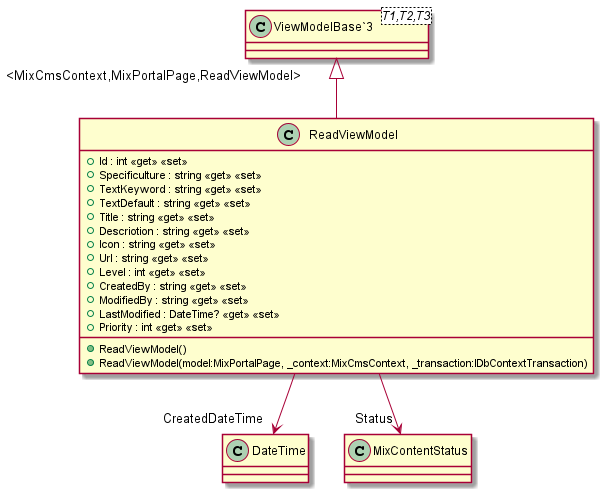 T1,T2,T3
C ViewModelBase`3
<MixCmsContext,MixPortalPage,ReadViewModel>
C ReadViewModel
Id : int «get» «set»
Specificulture : string «get» «set»
TextKeyword : string «get» «set»
TextDefault : string «get» «set»
Title : string «get» «set»
Descriotion : string «get» «set»
Icon : string «get» «set»
Url : string «get» «set»
Level : int «get» «set»
CreatedBy : string «get» «set»
ModifiedBy : string «get» «set»
LastModified : DateTime? «get» «set»
Priority : int «get» «set»
ReadViewModel()
ReadViewModel(model:MixPortalPage, _context:MixCmsContext, _transaction:IDbContextTransaction)
CreatedDateTime
Status
C DateTime
C MixContentStatus